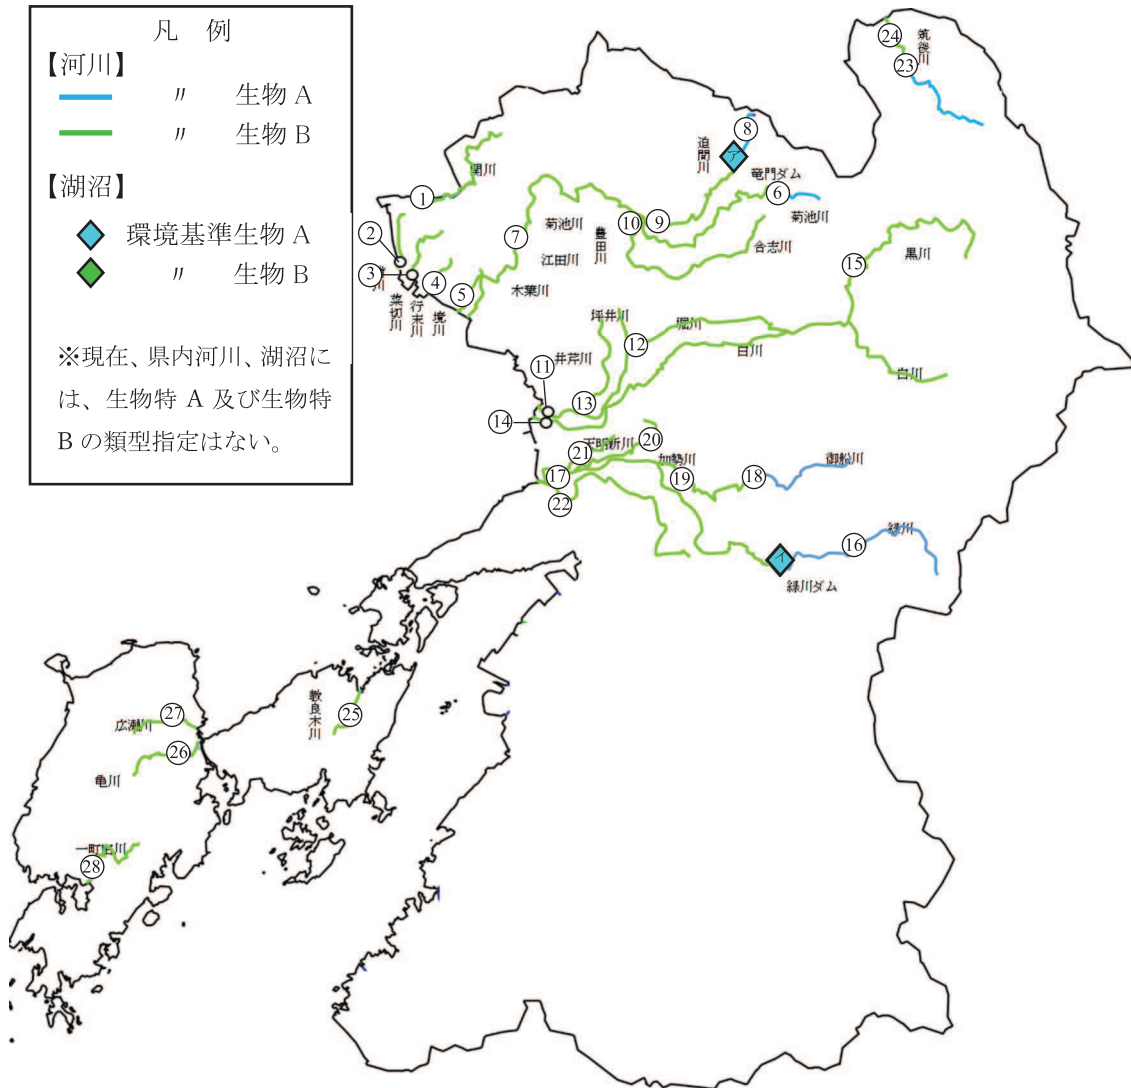 凡 例
【河川】
〃 生物 A
〃 生物 B
【湖沼】
環境基準生物 A
〃 生物 B
※現在、県内河川、湖沼に
は、生物特 A 及び生物特
B の類型指定はない。
24
筑後川
23
8
ア
迫間川
竜門ダム
6
菊池川
関川
1
10
9
7
菊池川
豊田川
合志川
江田川
2
3
4
5
木葉川
菜切川
行末川
境川
15
黒川
坪井川
堀川
12
白川
井芹川
白川
11
13
14
天明新川
20
21
加勢川
御船川
17
19
18
22
緑川
16
イ
緑川ダム
教良木川
25
27
広瀬川
26
亀川
一町田川
28